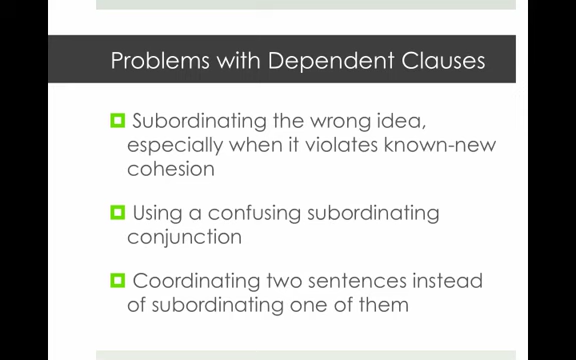 Problems with Dependent Clauses
Subordinating the wrong idea,
especially when it violates known-new
cohesion
Using a confusing subordinating
conjunction
Coordinating two sentences instead
of subordinating one of them